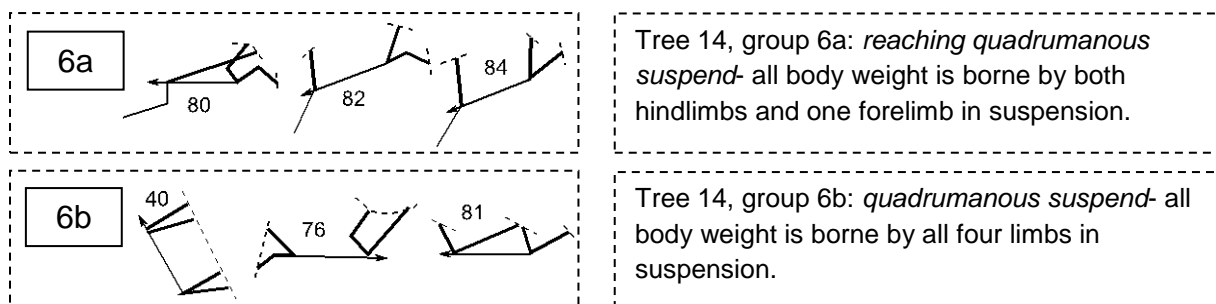 6a
80
82
84
Tree 14, group 6a: reaching quadrumanous
suspend- all body weight is borne by both
hindlimbs and one forelimb in suspension.
6b
40
76
81
Tree 14, group 6b: quadrumanous suspend- all
body weight is borne by all four limbs in
suspension.